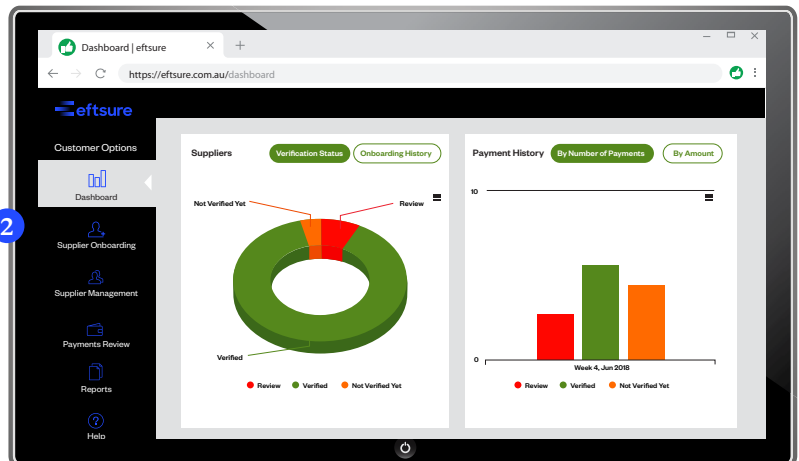 Dashboard | eftsure
https://eftsure.com.au/dashboard
eftsure
Customer Options
Dashboard
2
Supplier Onboarding
Supplier Management
Payments Review
Reports
Help
Suppliers
Verification Status
Onboarding History
Not Verified Yet
Review
Verified
Review
Verified
Not Verified Yet
Payment History
By Number of Payments
By Amount
10
0
Week 4, Jun 2018
Review
Verified
Not Verified Yet